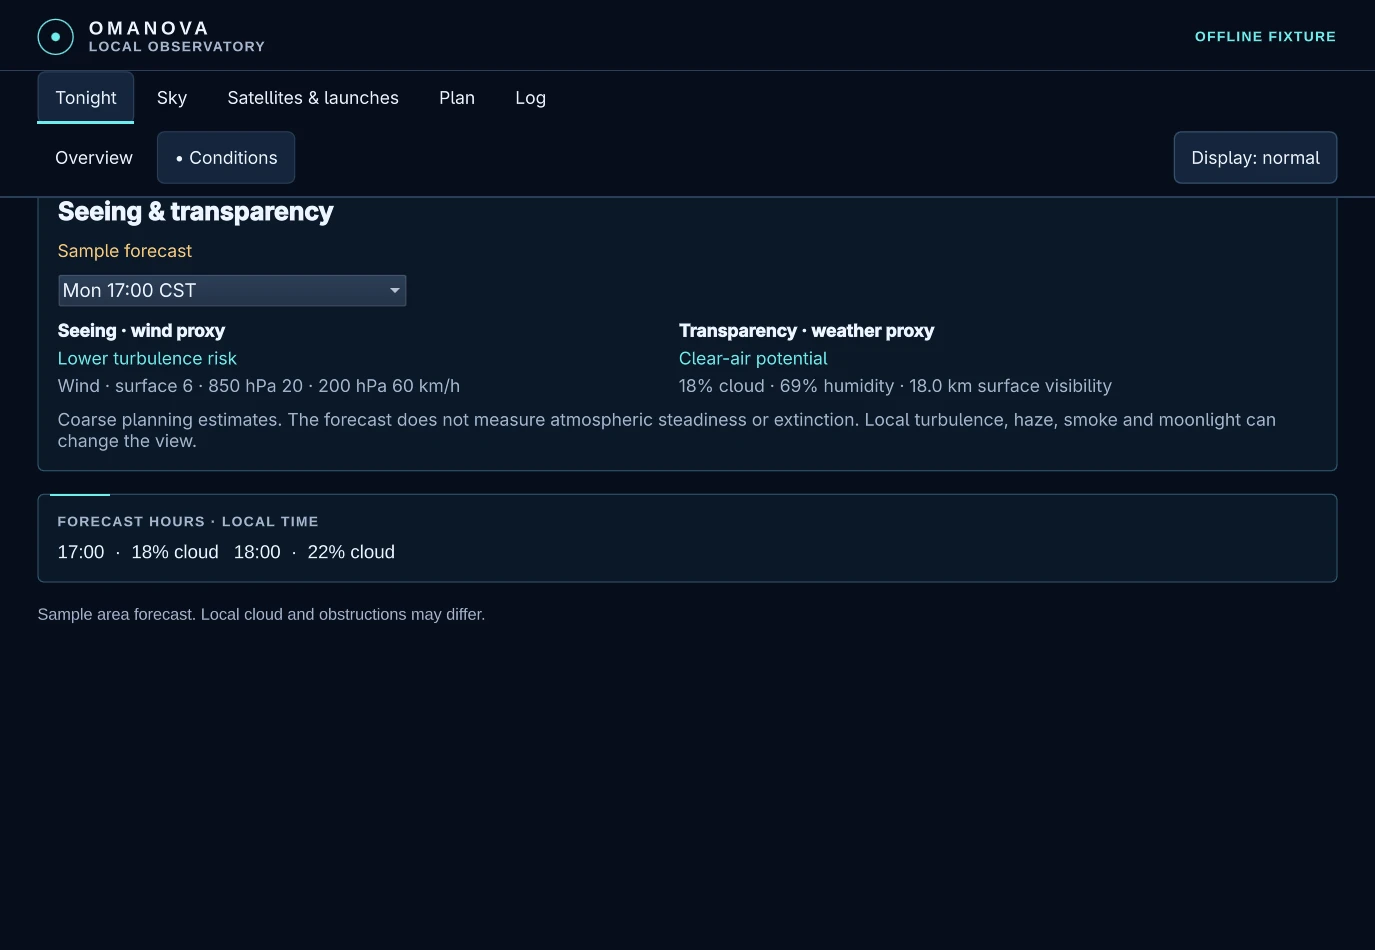 OMANOVA
LOCAL OBSERVATORY
OFFLINE FIXTURE
Tonight
Sky
Satellites & launches
Plan
Log
Overview
• Conditions
Display: normal
Seeing & transparency
Sample forecast
Mon 17:00 CST
Seeing · wind proxy
Lower turbulence risk
Wind · surface 6 · 850 hPa 20 · 200 hPa 60 km/h
Transparency · weather proxy
Clear-air potential
18% cloud · 69% humidity · 18.0 km surface visibility
Coarse planning estimates. The forecast does not measure atmospheric steadiness or extinction. Local turbulence, haze, smoke and moonlight can
change the view.
FORECAST HOURS · LOCAL TIME
17:00 · 18% cloud 18:00 · 22% cloud
Sample area forecast. Local cloud and obstructions may differ.